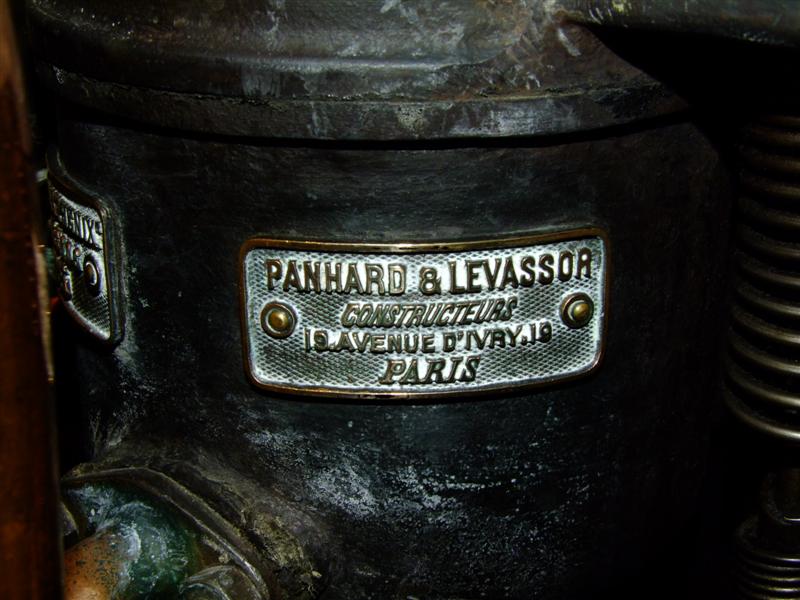 PANHARD & LEVASSOR
CONSTRUCTEURS
19.AVENUE D'IVRY.19
PARIS